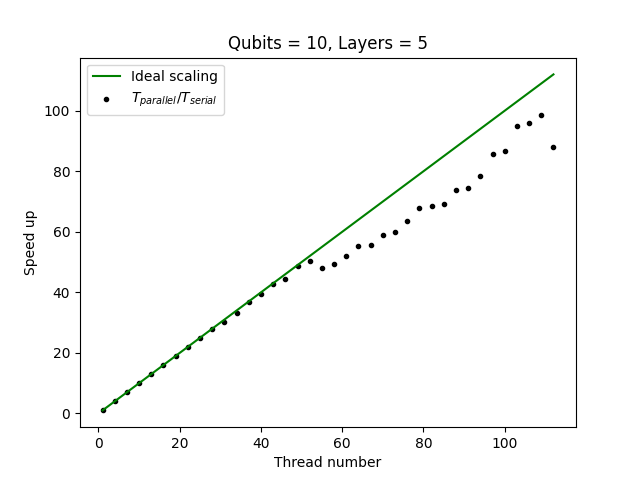 Qubits = 10, Layers = 5
Ideal scaling
T_parallel/T_serial
Speed up
100
80
60
40
20
0
0 20 40 60 80 100
Thread number